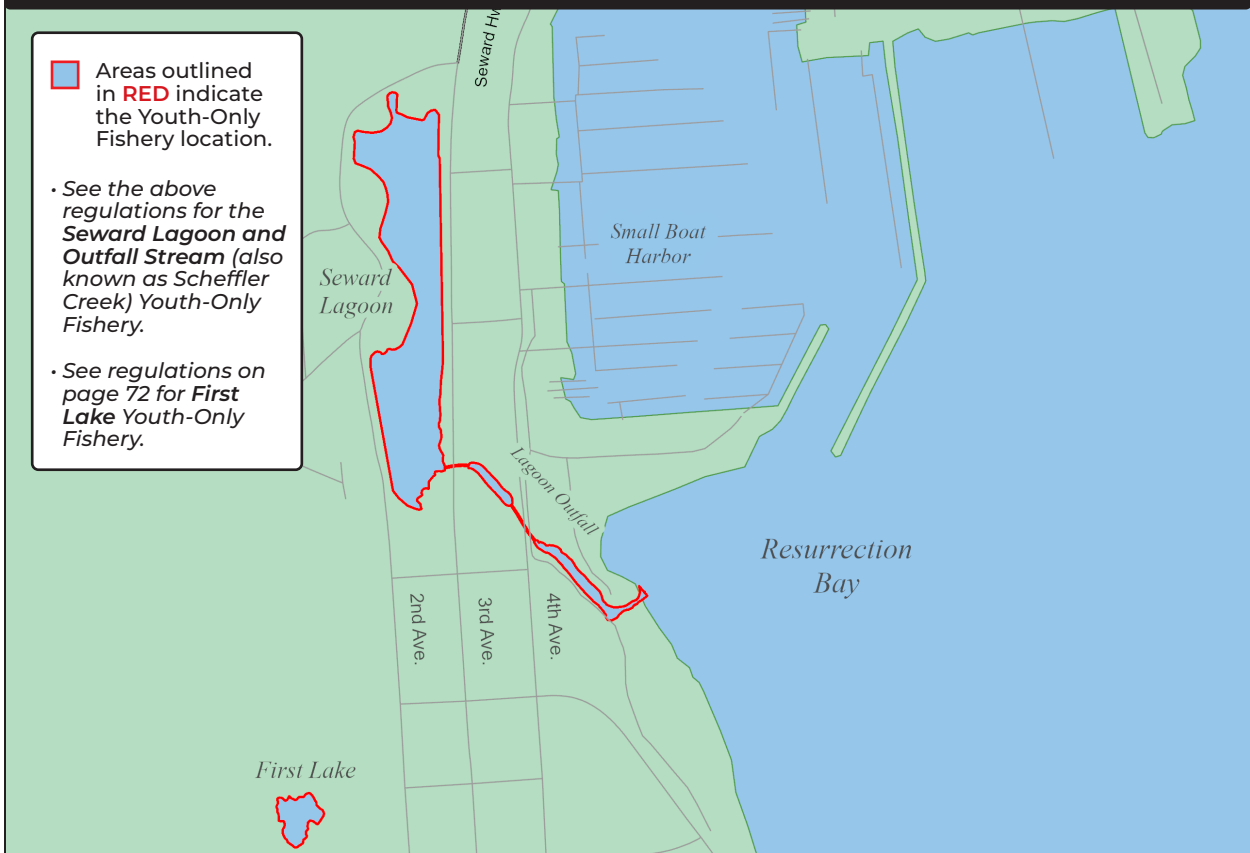 Areas outlined
in RED indicate
the Youth-Only
Fishery location.
• See the above
regulations for the
Seward Lagoon and
Outfall Stream (also
known as Scheffler
Creek) Youth-Only
Fishery.
• See regulations on
page 72 for First
Lake Youth-Only
Fishery.
Seward
Small Boat
Harbor
Seward
Lagoon
Lagoon Outfall
Resurrection
Bay
2nd Ave.
3rd Ave.
4th Ave.
First Lake